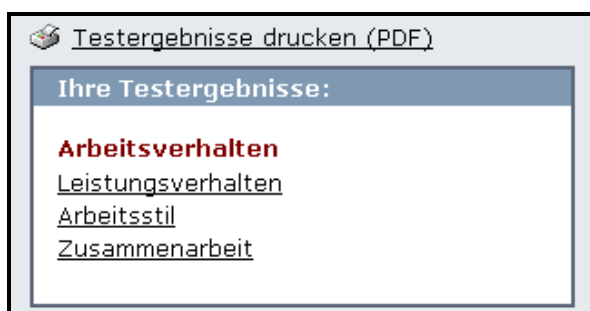 Testergebnisse drucken (PDF)
Ihre Testergebnisse:
Arbeitsverhalten
Leistungsverhalten
Arbeitsstil
Zusammenarbeit